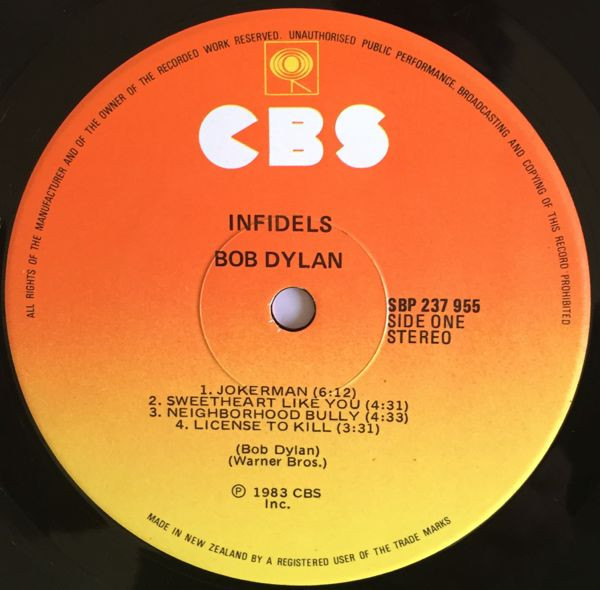 ALL RIGHTS OF THE MANUFACTURER AND OF THE OWNER OF THE RECORDED WORK RESERVED. UNAUTHORISED PUBLIC PERFORMANCE, BROADCASTING AND COPYING OF THIS RECORD PROHIBITED
CBS
INFIDELS
BOB DYLAN
SBP 237 955
SIDE ONE
STEREO
1. JOKERMAN (6:12)
2. SWEETHEART LIKE YOU (4:31)
3. NEIGHBORHOOD BULLY (4:33)
4. LICENSE TO KILL (3:31)
(Bob Dylan)
(Warner Bros.)
℗ 1983 CBS
Inc.
MADE IN NEW ZEALAND BY A REGISTERED USER OF THE TRADE MARKS